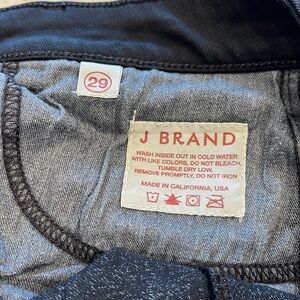 29
J BRAND
WASH INSIDE OUT IN COLD WATER
WITH LIKE COLORS, DO NOT BLEACH,
TUMBLE DRY LOW,
REMOVE PROMPTLY, DO NOT IRON
MADE IN CALIFORNIA, USA